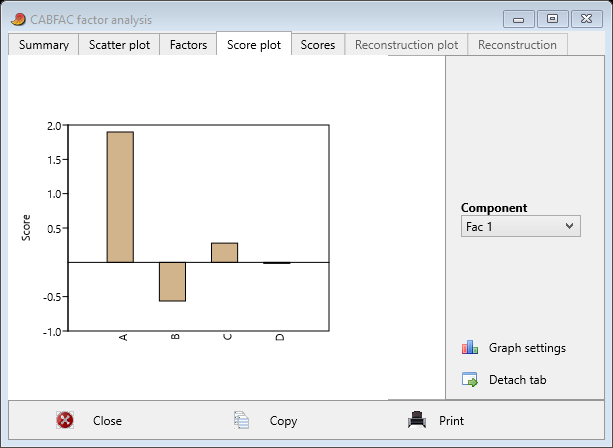 CABFAC factor analysis
Summary Scatter plot Factors Score plot Scores Reconstruction plot Reconstruction
2.0
1.5
1.0
0.5
-0.5
-1.0
Score
A B C D
Component
Fac 1
Graph settings
Detach tab
Close Copy Print